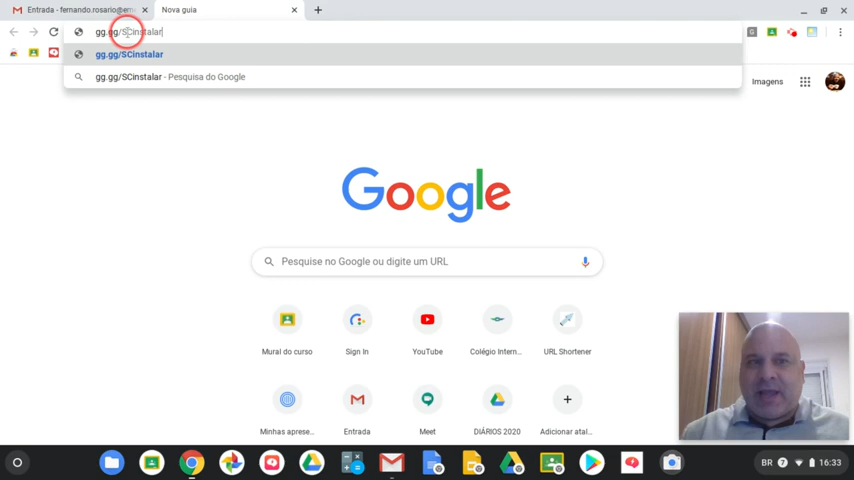 Entrada - fernando.rosario@em
Nova guia
gg.gg/SCinstalar
gg.gg/SCinstalar
gg.gg/SCinstalar - Pesquisa do Google
Imagens
Google
Pesquise no Google ou digite um URL
Mural do curso
Sign In
YouTube
Colégio Intern...
URL Shortener
Minhas aprese...
Entrada
Meet
DIÁRIOS 2020
Adicionar atal...
BR 7 16:33